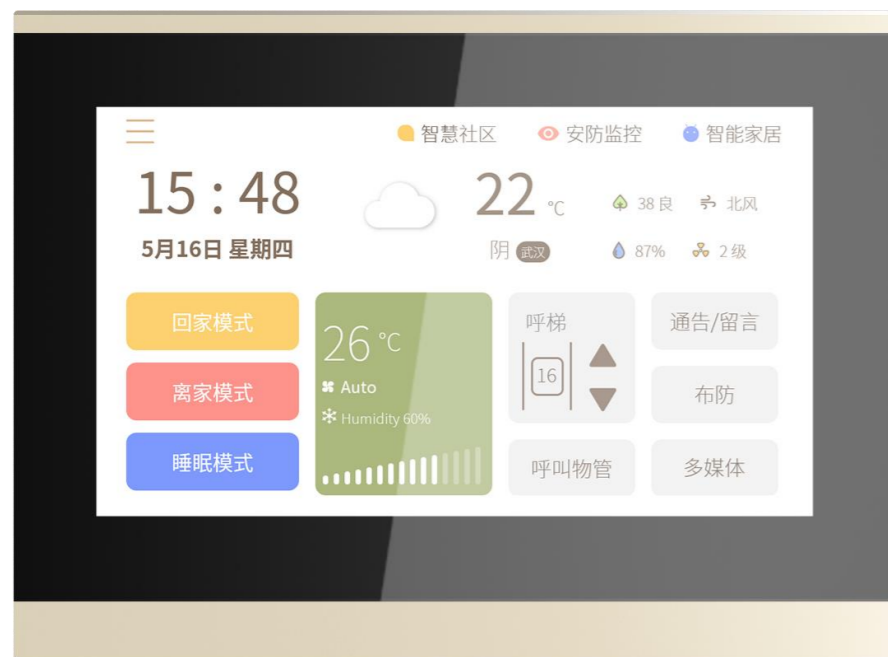 智慧社区 安防监控 智能家居
15 : 48
22 °C
38 良 北风
5月16日 星期四
阴 武汉
87% 2 级
回家模式
离家模式
睡眠模式
26 °C
Auto
Humidity 60%
呼梯
16
呼叫物管
通告/留言
布防
多媒体